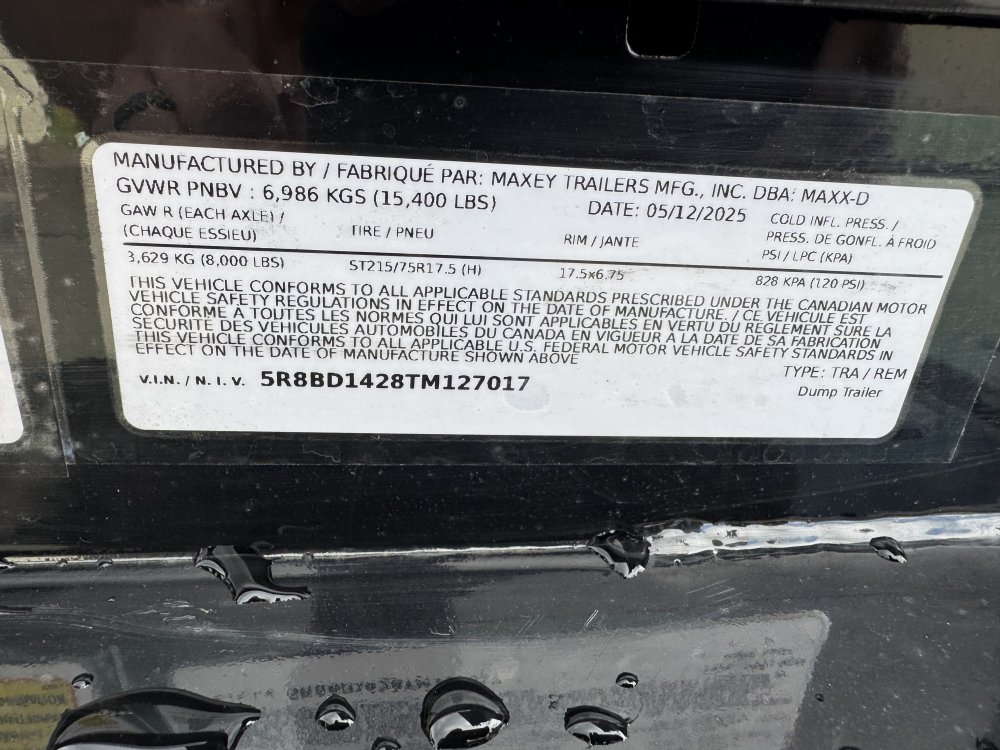 MANUFACTURED BY / FABRIQUÉ PAR: MAXEY TRAILERS MFG., INC. DBA: MAXX-D
GVWR PNBV : 6,986 KGS (15,400 LBS)
DATE: 05/12/2025
GAW R (EACH AXLE) /
(CHAQUE ESSIEU)
TIRE / PNEU
RIM / JANTE
COLD INFL. PRESS. /
PRESS. DE GONFL. À FROID
PSI / LPC (KPA)
3,629 KG (8,000 LBS)
ST215/75R17.5 (H)
17.5x6.75
828 KPA (120 PSI)
THIS VEHICLE CONFORMS TO ALL APPLICABLE STANDARDS PRESCRIBED UNDER THE CANADIAN MOTOR
VEHICLE SAFETY REGULATIONS IN EFFECT ON THE DATE OF MANUFACTURE. / CE VEHICULE EST
CONFORME A TOUTES LES NORMES QUI LUI SONT APPLICABLES EN VERTU DU REGLEMENT SURE LA
SECURITE DES VEHICULES AUTOMOBILES DU CANADA EN VIGUEUR A LA DATE DE SA FABRICATION
THIS VEHICLE CONFORMS TO ALL APPLICABLE U.S. FEDERAL MOTOR VEHICLE SAFETY STANDARDS IN
EFFECT ON THE DATE OF MANUFACTURE SHOWN ABOVE
V.I.N. / N. I. V. 5R8BD1428TM127017
TYPE: TRA / REM
Dump Trailer